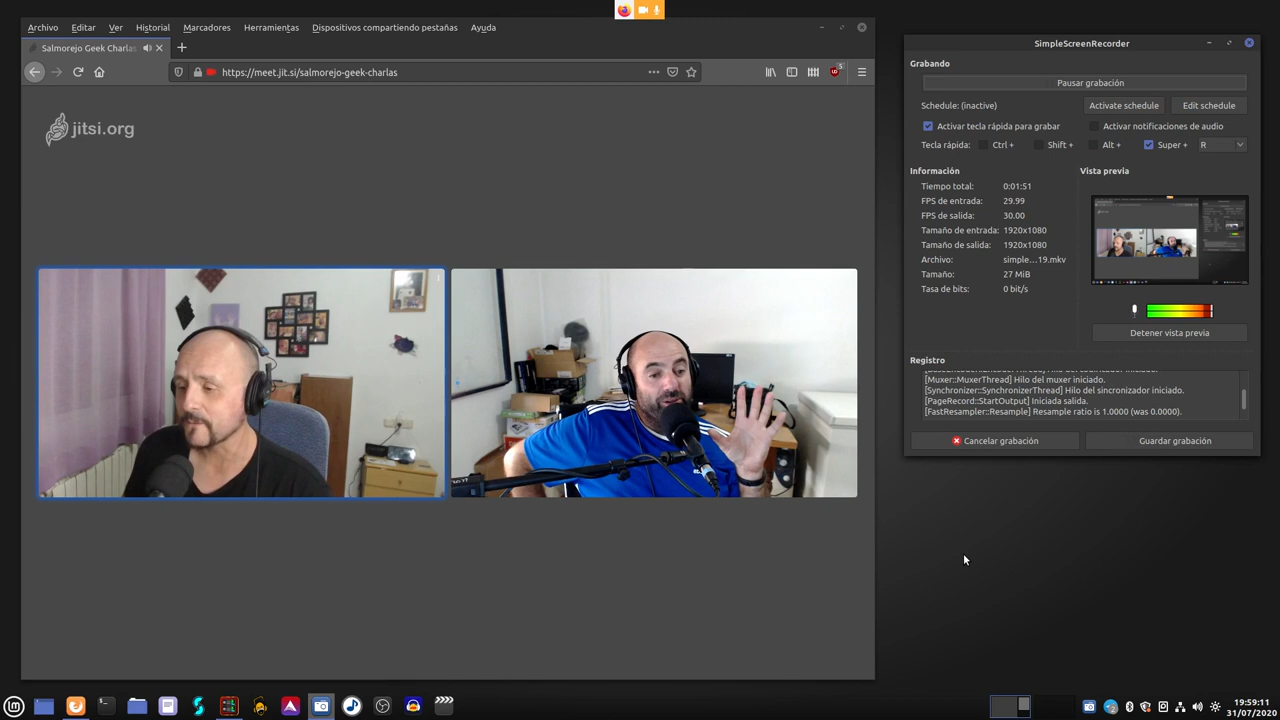 Archivo Editar Ver Historial Marcadores Herramientas Dispositivos compartiendo pestañas Ayuda
Salmorejo Geek Charlas
https://meet.jit.si/salmorejo-geek-charlas
5
jitsi.org
SimpleScreenRecorder
Grabando
Pausar grabación
Schedule: (inactive) Activate schedule Edit schedule
Activar tecla rápida para grabar Activar notificaciones de audio
Tecla rápida: Ctrl + Shift + Alt + Super + R
Información Vista previa
Tiempo total: 0:01:51
FPS de entrada: 29.99
FPS de salida: 30.00
Tamaño de entrada: 1920x1080
Tamaño de salida: 1920x1080
Archivo: simple...19.mkv
Tamaño: 27 MiB
Tasa de bits: 0 bit/s
Detener vista previa
Registro
[Muxer::MuxerThread] Hilo del muxer iniciado.
[Synchronizer::SynchronizerThread] Hilo del sincronizador iniciado.
[PageRecord::StartOutput] Iniciada salida.
[FastResampler::Resample] Resample ratio is 1.0000 (was 0.0000).
Cancelar grabación Guardar grabación
19:59:11
31/07/2020